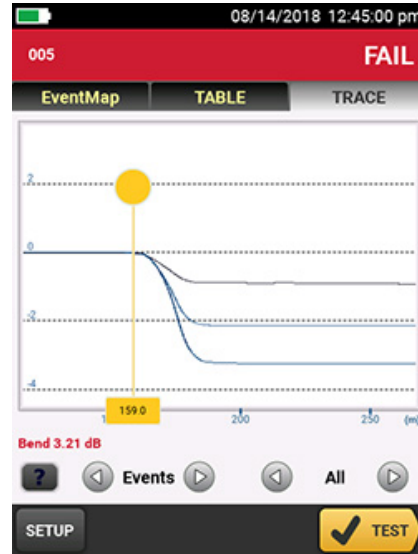 08/14/2018 12:45:00 pm
005 FAIL
EventMap TABLE TRACE
2
0
-2
-4
159.0
200 250 (m)
Bend 3.21 dB
? Events All
SETUP TEST